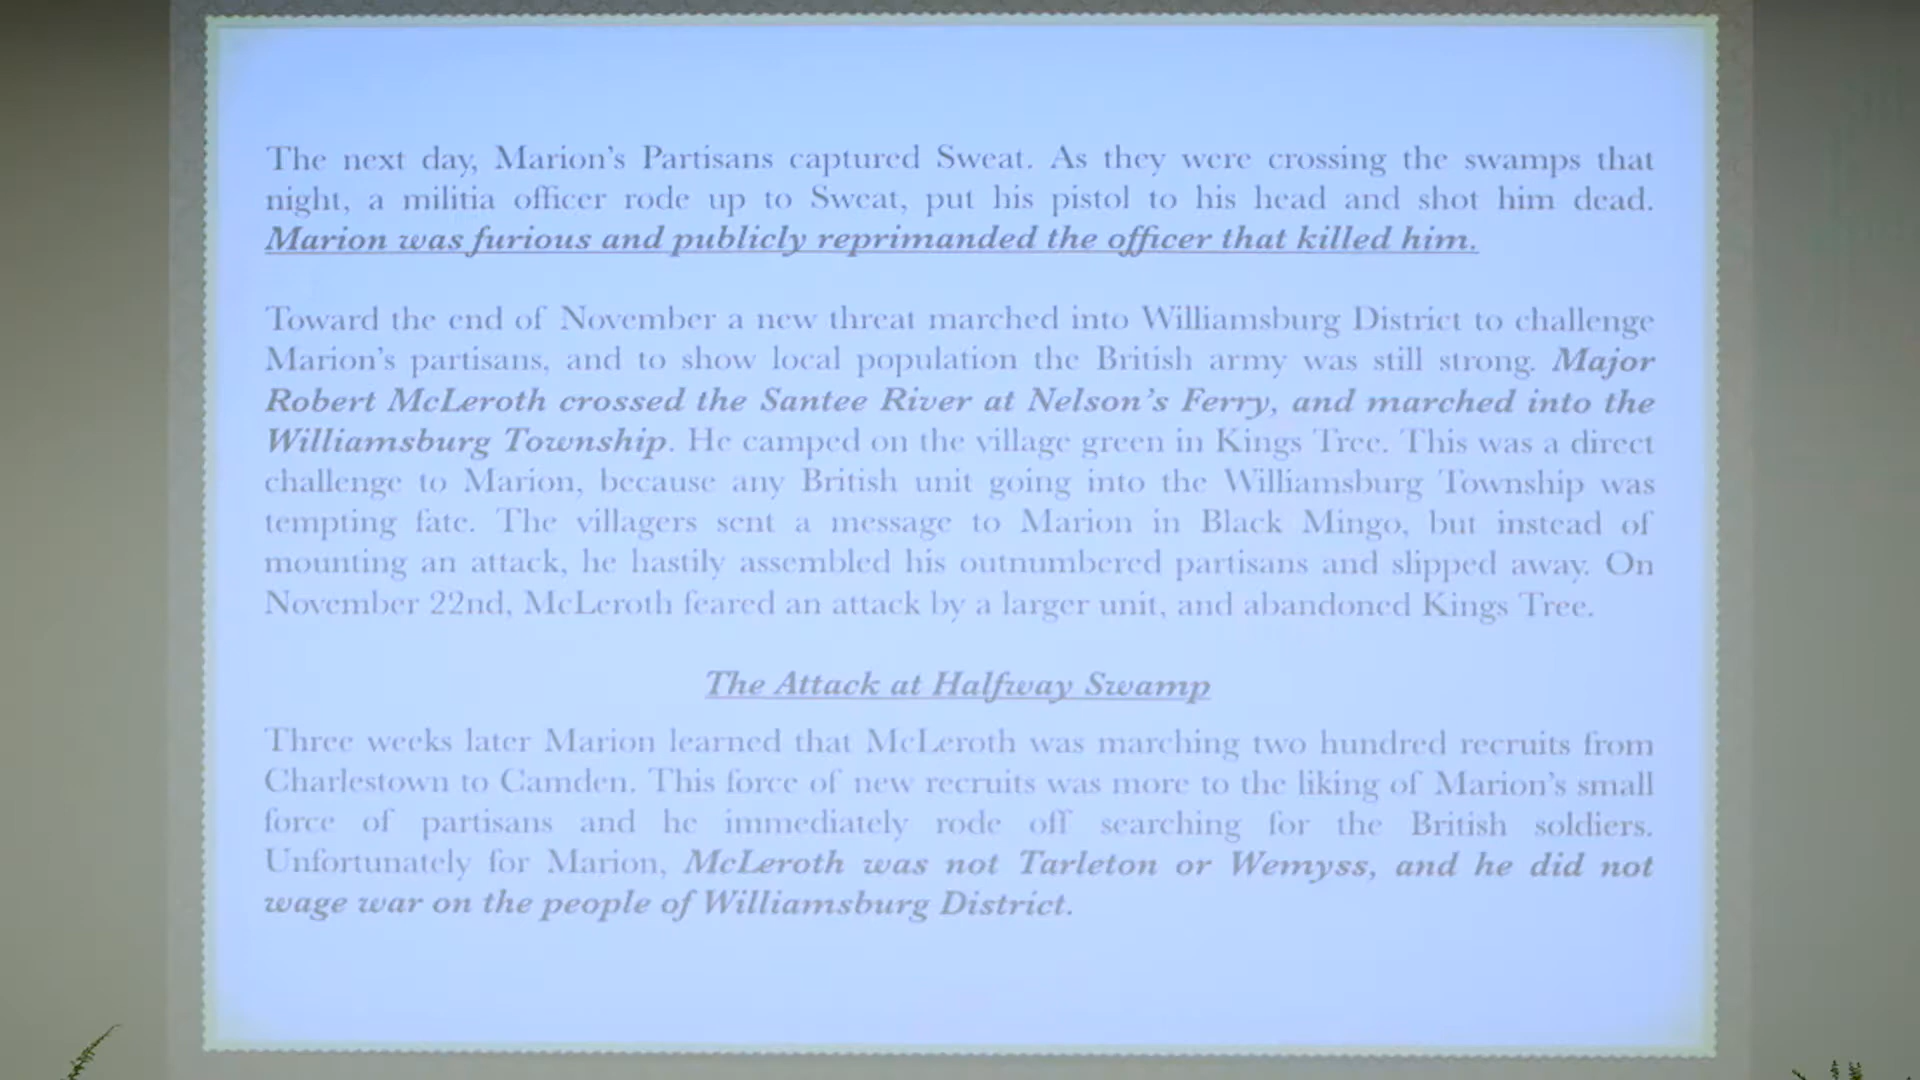 The next day, Marion's Partisans captured Sweat. As they were crossing the swamps that
night, a militia officer rode up to Sweat, put his pistol to his head and shot him dead.
Marion was furious and publicly reprimanded the officer that killed him.
Toward the end of November a new threat marched into Williamsburg District to challenge
Marion's partisans, and to show local population the British army was still strong. Major
Robert McLeroth crossed the Santee River at Nelson's Ferry, and marched into the
Williamsburg Township. He camped on the village green in Kings Tree. This was a direct
challenge to Marion, because any British unit going into the Williamsburg Township was
tempting fate. The villagers sent a message to Marion in Black Mingo, but instead of
mounting an attack, he hastily assembled his outnumbered partisans and slipped away. On
November 22nd, McLeroth feared an attack by a larger unit, and abandoned Kings Tree.
The Attack at Halfway Swamp
Three weeks later Marion learned that McLeroth was marching two hundred recruits from
Charlestown to Camden. This force of new recruits was more to the liking of Marion's small
force of partisans and he immediately rode off searching for the British soldiers.
Unfortunately for Marion, McLeroth was not Tarleton or Wemyss, and he did not
wage war on the people of Williamsburg District.